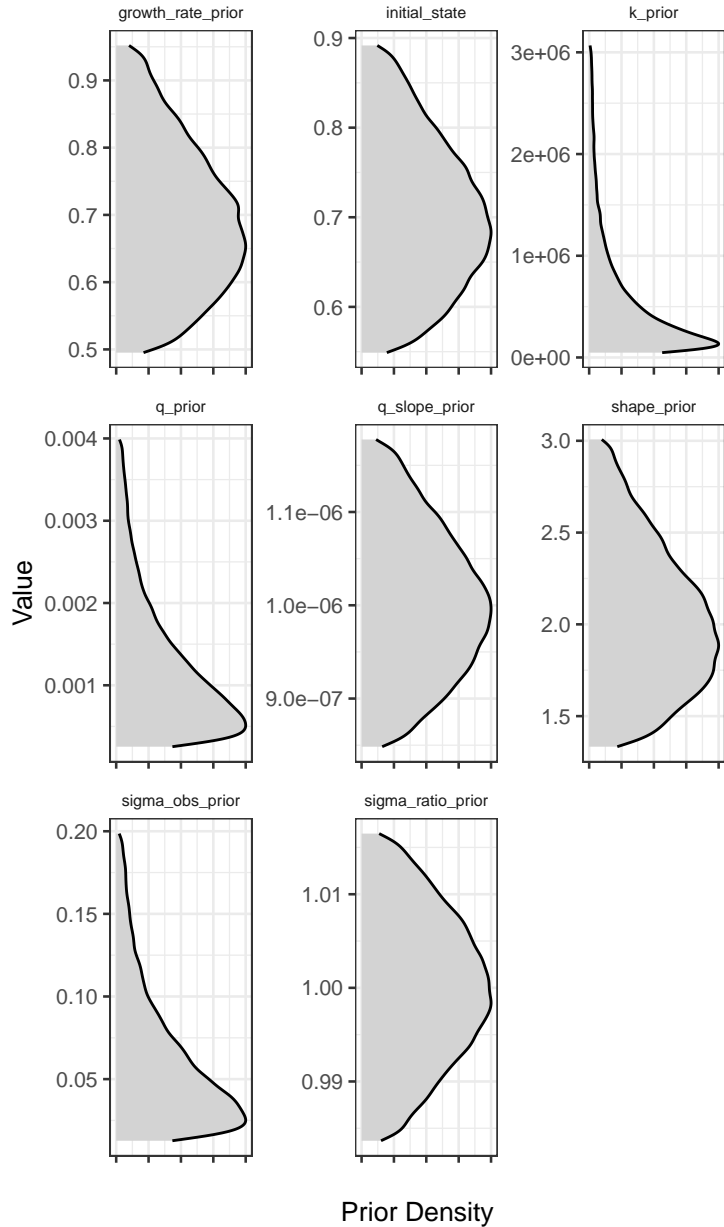 growth_rate_prior
initial_state
k_prior
0.9
0.8
0.7
0.6
0.5
0.9
0.8
0.7
0.6
3e+06
2e+06
1e+06
0e+00
q_prior
q_slope_prior
shape_prior
0.004
0.003
0.002
0.001
1.1e−06
1.0e−06
9.0e−07
3.0
2.5
2.0
1.5
sigma_obs_prior
sigma_ratio_prior
0.20
0.15
0.10
0.05
1.01
1.00
0.99
Value
Prior Density